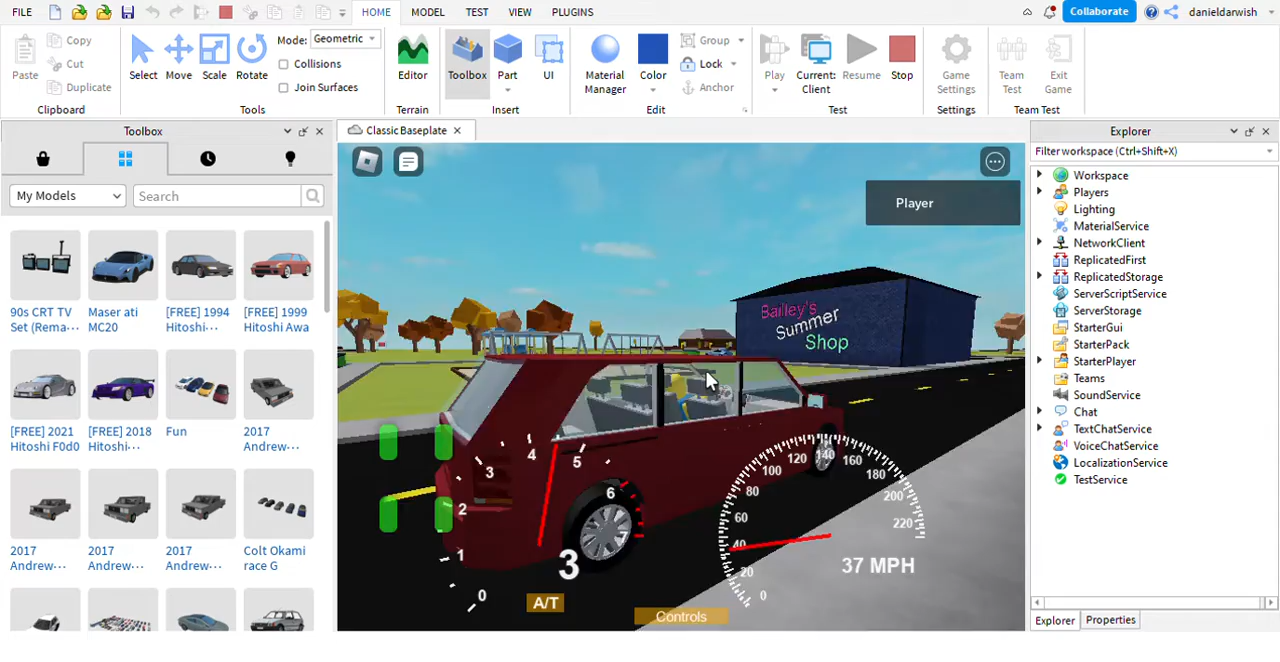 FILE
HOME
MODEL
TEST
VIEW
PLUGINS
Collaborate
danieldarwish
Paste
Copy
Cut
Duplicate
Clipboard
Select
Move
Scale
Rotate
Mode: Geometric
Collisions
Join Surfaces
Tools
Editor
Terrain
Toolbox
Part
UI
Insert
Material
Manager
Color
Group
Lock
Anchor
Edit
Play
Current:
Client
Resume
Stop
Test
Game
Settings
Settings
Team
Test
Exit
Game
Team Test
Toolbox
My Models
Search
90s CRT TV
Set (Rema···
Maser ati
MC20
[FREE] 1994
Hitoshi···
[FREE] 1999
Hitoshi Awa
[FREE] 2021
Hitoshi F0d0
[FREE] 2018
Hitoshi···
Fun
2017
Andrew···
2017
Andrew···
2017
Andrew···
2017
Andrew···
Colt Okami
race G
Classic Baseplate
Player
Bailey's
Summer
Shop
0
1
2
3
4
5
6
3
A/T
0
20
40
60
80
100
120
140
160
180
200
220
37 MPH
Controls
Explorer
Filter workspace (Ctrl+Shift+X)
Workspace
Players
Lighting
MaterialService
NetworkClient
ReplicatedFirst
ReplicatedStorage
ServerScriptService
ServerStorage
StarterGui
StarterPack
StarterPlayer
Teams
SoundService
Chat
TextChatService
VoiceChatService
LocalizationService
TestService
Explorer
Properties